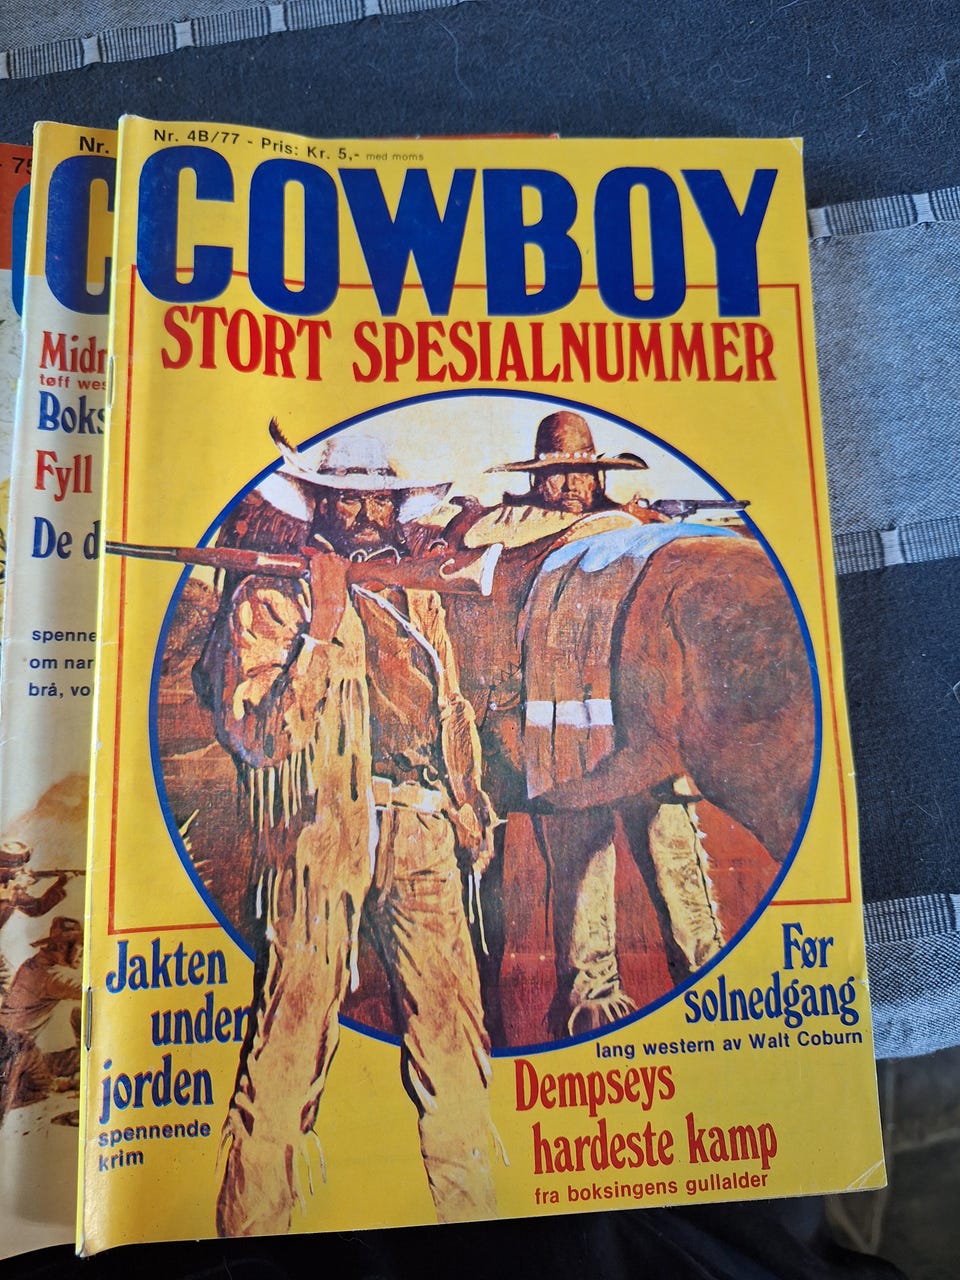 Nr. 4B/77 - Pris: Kr. 5,- med moms
COWBOY
STORT SPESIALNUMMER
Jakten
under
jorden
spennende
krim
Før
solnedgang
lang western av Walt Coburn
Dempseys
hardeste kamp
fra boksingens gullalder
Nr.
C
Midr
tøff wes
Boks
Fyll
De d
spenne
om nar
brå, vo
- 75